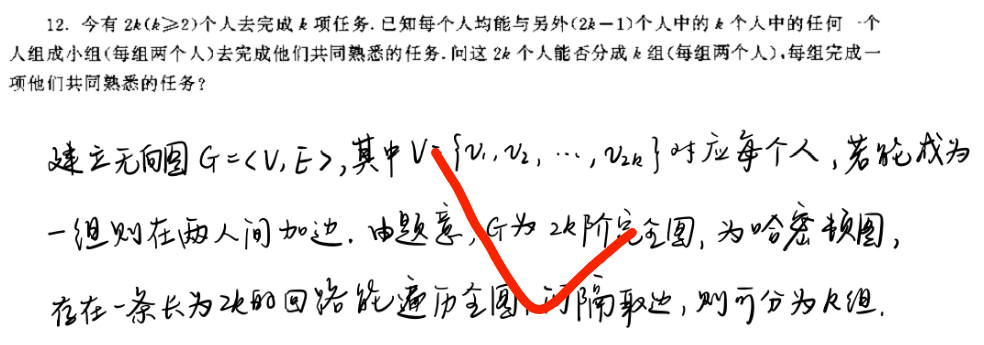 12. 今有 2k(k≥2)个人去完成 k 项任务.已知每个人均能与另外(2k−1)个人中的 k 个人中的任何一个
人组成小组(每组两个人)去完成他们共同熟悉的任务.问这 2k 个人能否分成 k 组(每组两个人),每组完成一
项他们共同熟悉的任务?
建立无向图 G=<V,E>,其中 V={v₁,v₂,…,v₂ₖ}对应每个人,若能成为
一组则在两人间加边.由题意,G为 2k阶完全图,为哈密顿图,
存在一条长为2k的回路能遍历全图,间隔取边,则可分为k组.